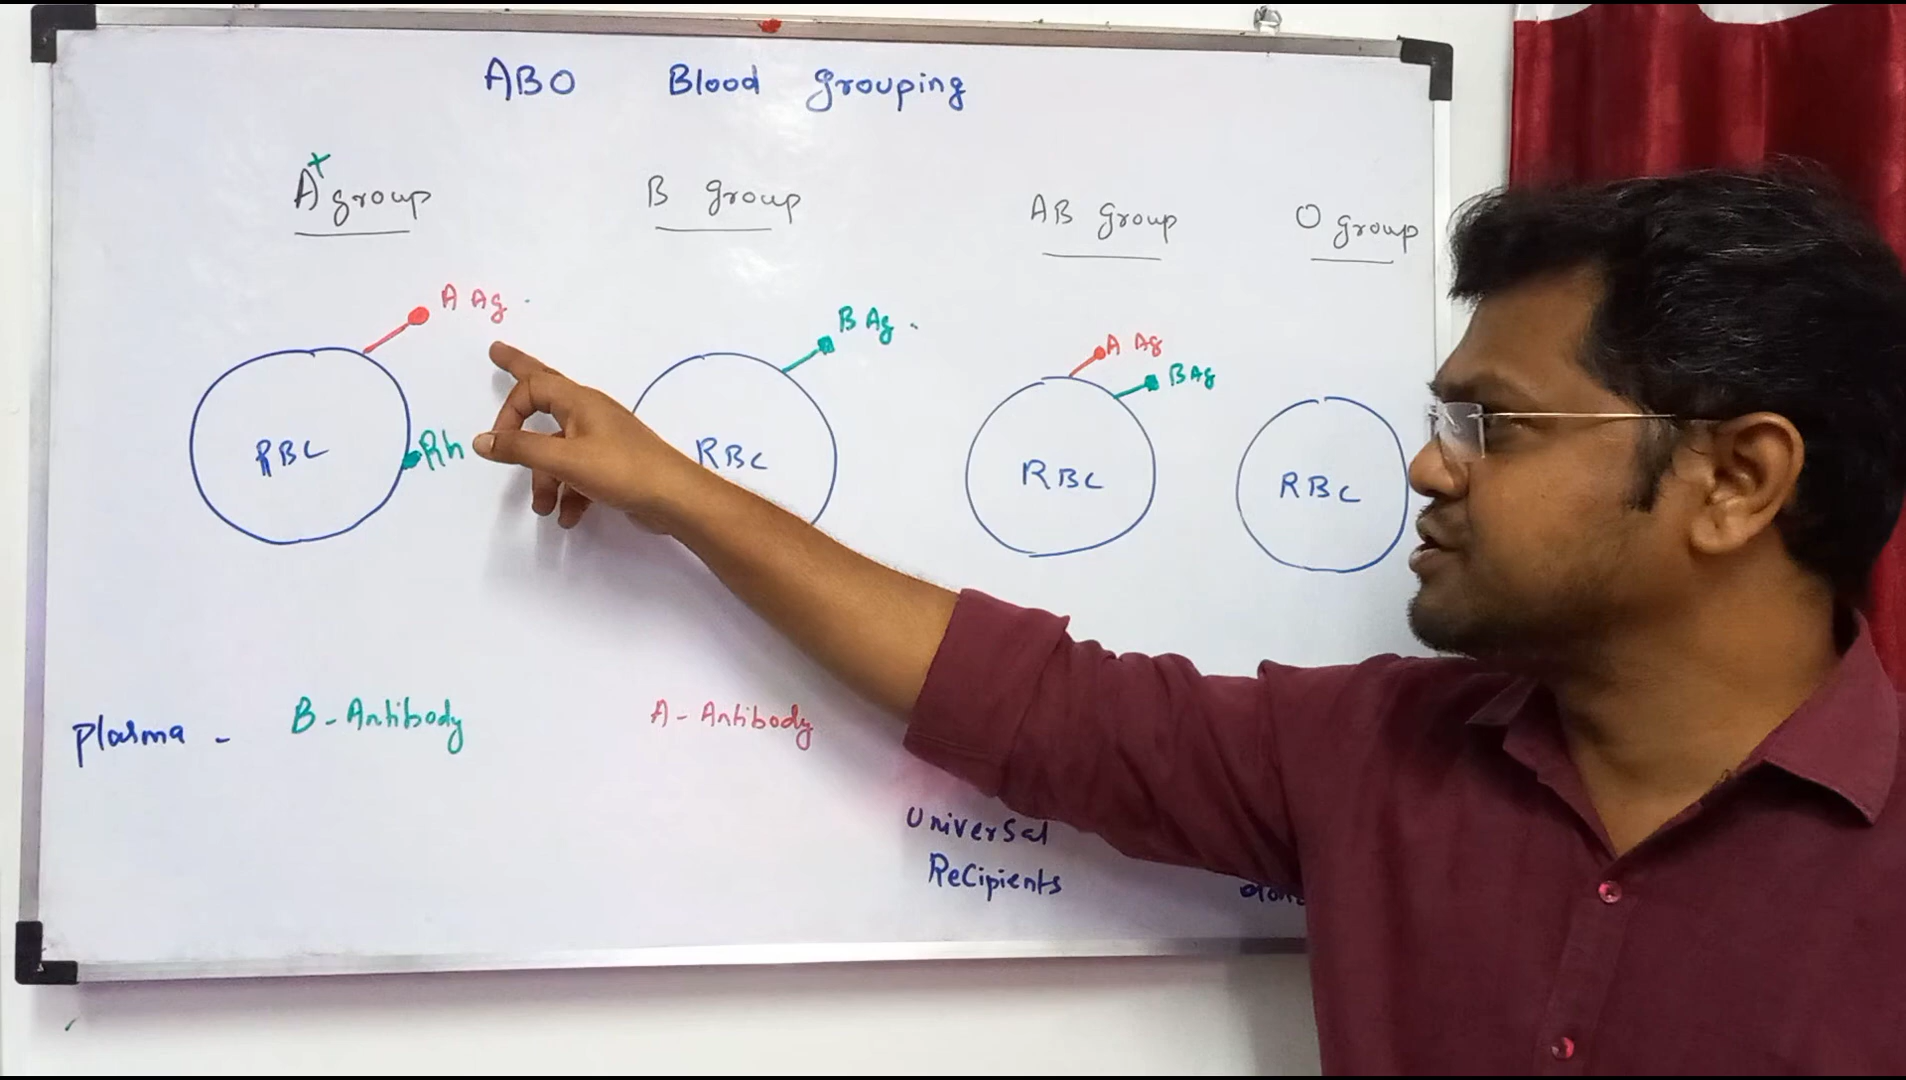 ABO Blood grouping
A+ group
B group
AB group
O group
A Ag.
B Ag.
A Ag
B Ag
Rh
RBC
RBC
RBC
RBC
Plasma -
B-Antibody
A-Antibody
Universal
Recipients